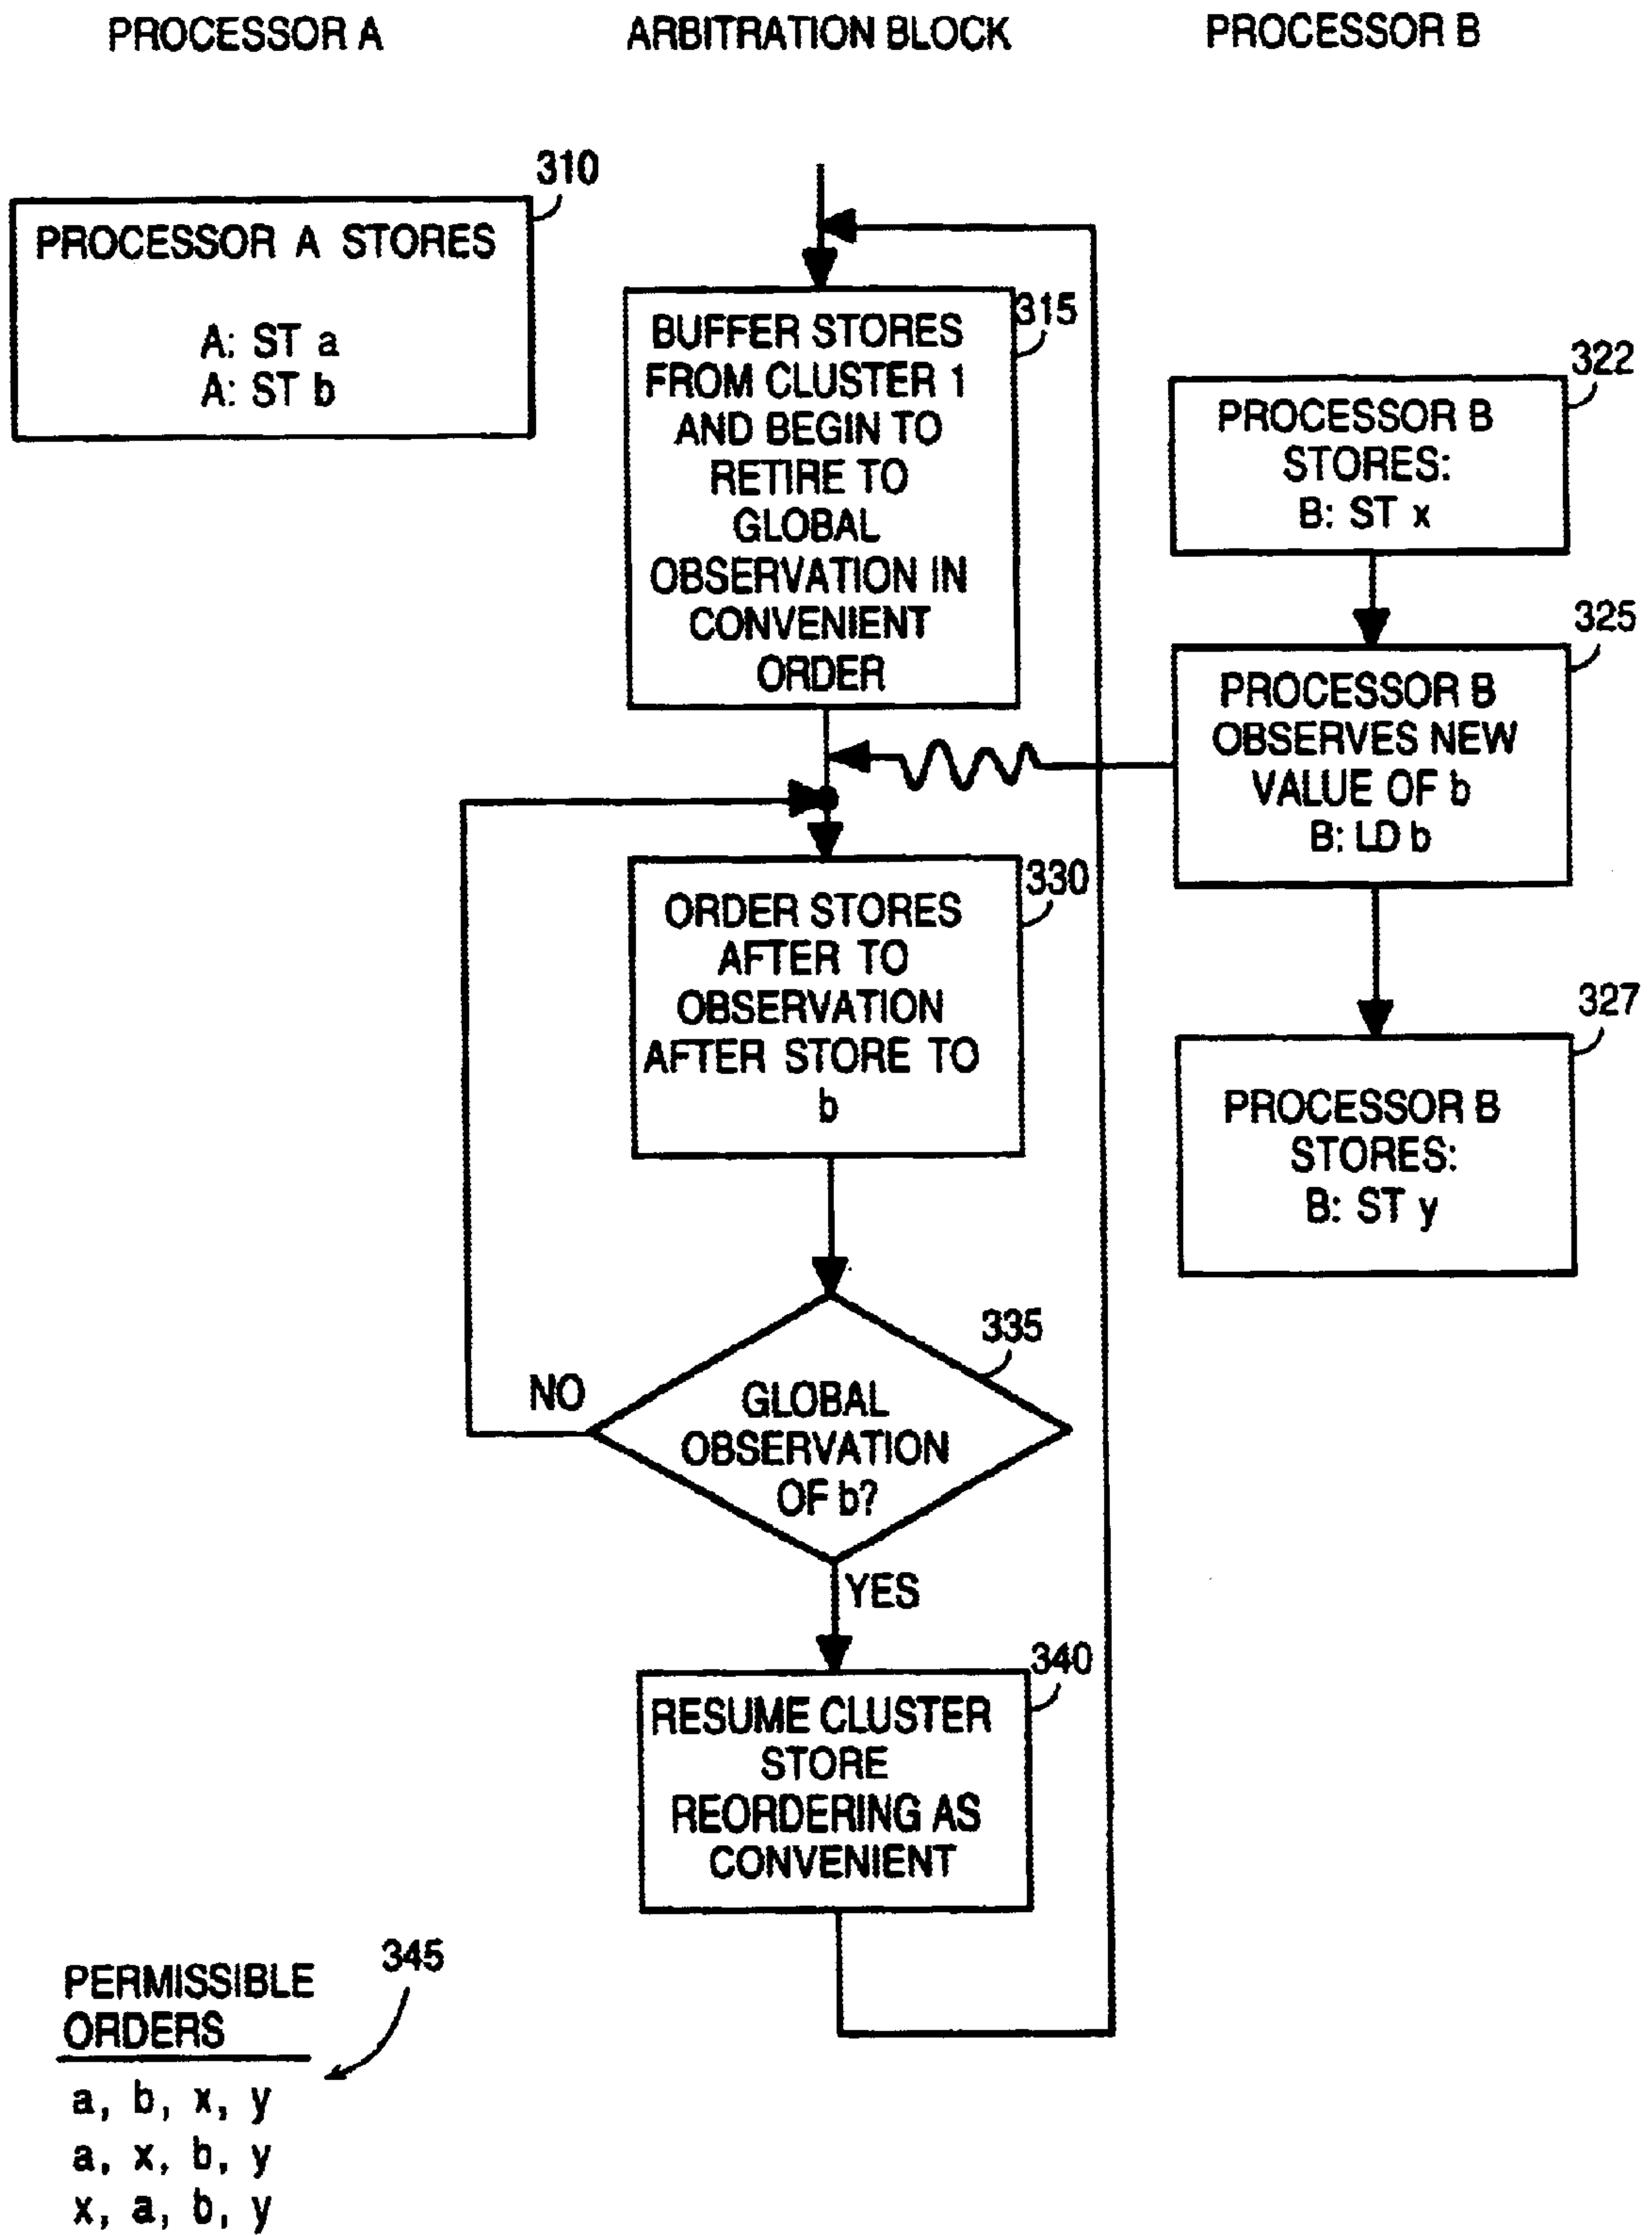 PROCESSOR A
ARBITRATION BLOCK
PROCESSOR B
310
PROCESSOR A STORES
A: ST a
A: ST b
315
BUFFER STORES
FROM CLUSTER 1
AND BEGIN TO
RETIRE TO
GLOBAL
OBSERVATION IN
CONVENIENT
ORDER
322
PROCESSOR B
STORES:
B: ST x
325
PROCESSOR B
OBSERVES NEW
VALUE OF b
B: LD b
327
PROCESSOR B
STORES:
B: ST y
330
ORDER STORES
AFTER TO
OBSERVATION
AFTER STORE TO
b
335
GLOBAL
OBSERVATION
OF b?
NO
YES
340
RESUME CLUSTER
STORE
REORDERING AS
CONVENIENT
345
PERMISSIBLE
ORDERS
a, b, x, y
a, x, b, y
x, a, b, y